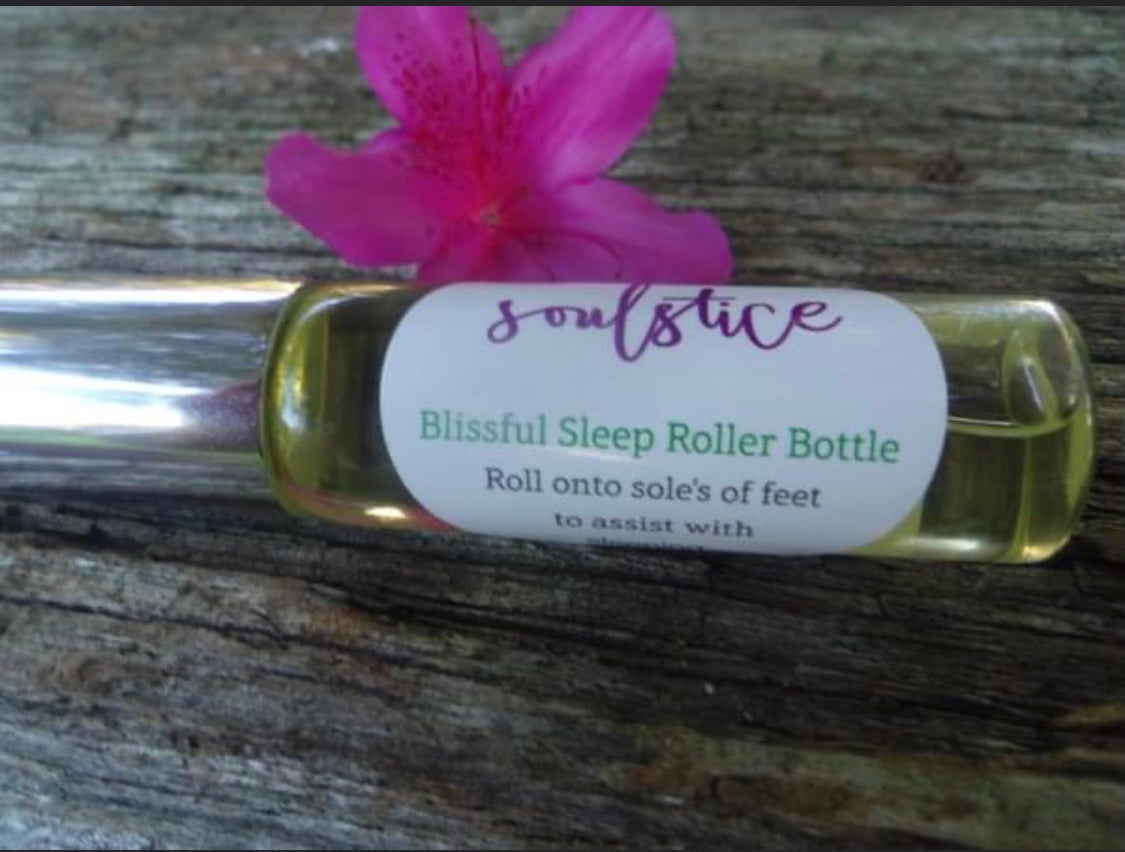 soulstice
Blissful Sleep Roller Bottle
Roll onto sole's of feet
to assist with